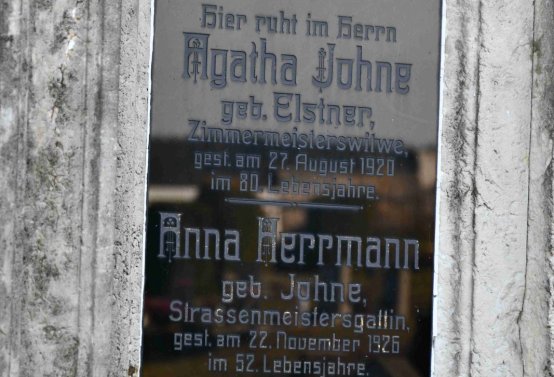 Hier ruht im Herrn
Agatha Johne
geb. Elstner,
Zimmermeisterswitwe,
gest. am 27. August 1920
im 80. Lebensjahre.
Anna Herrmann
geb. Johne,
Strassenmeistersgattin,
gest. am 22. November 1926
im 52. Lebensjahre.